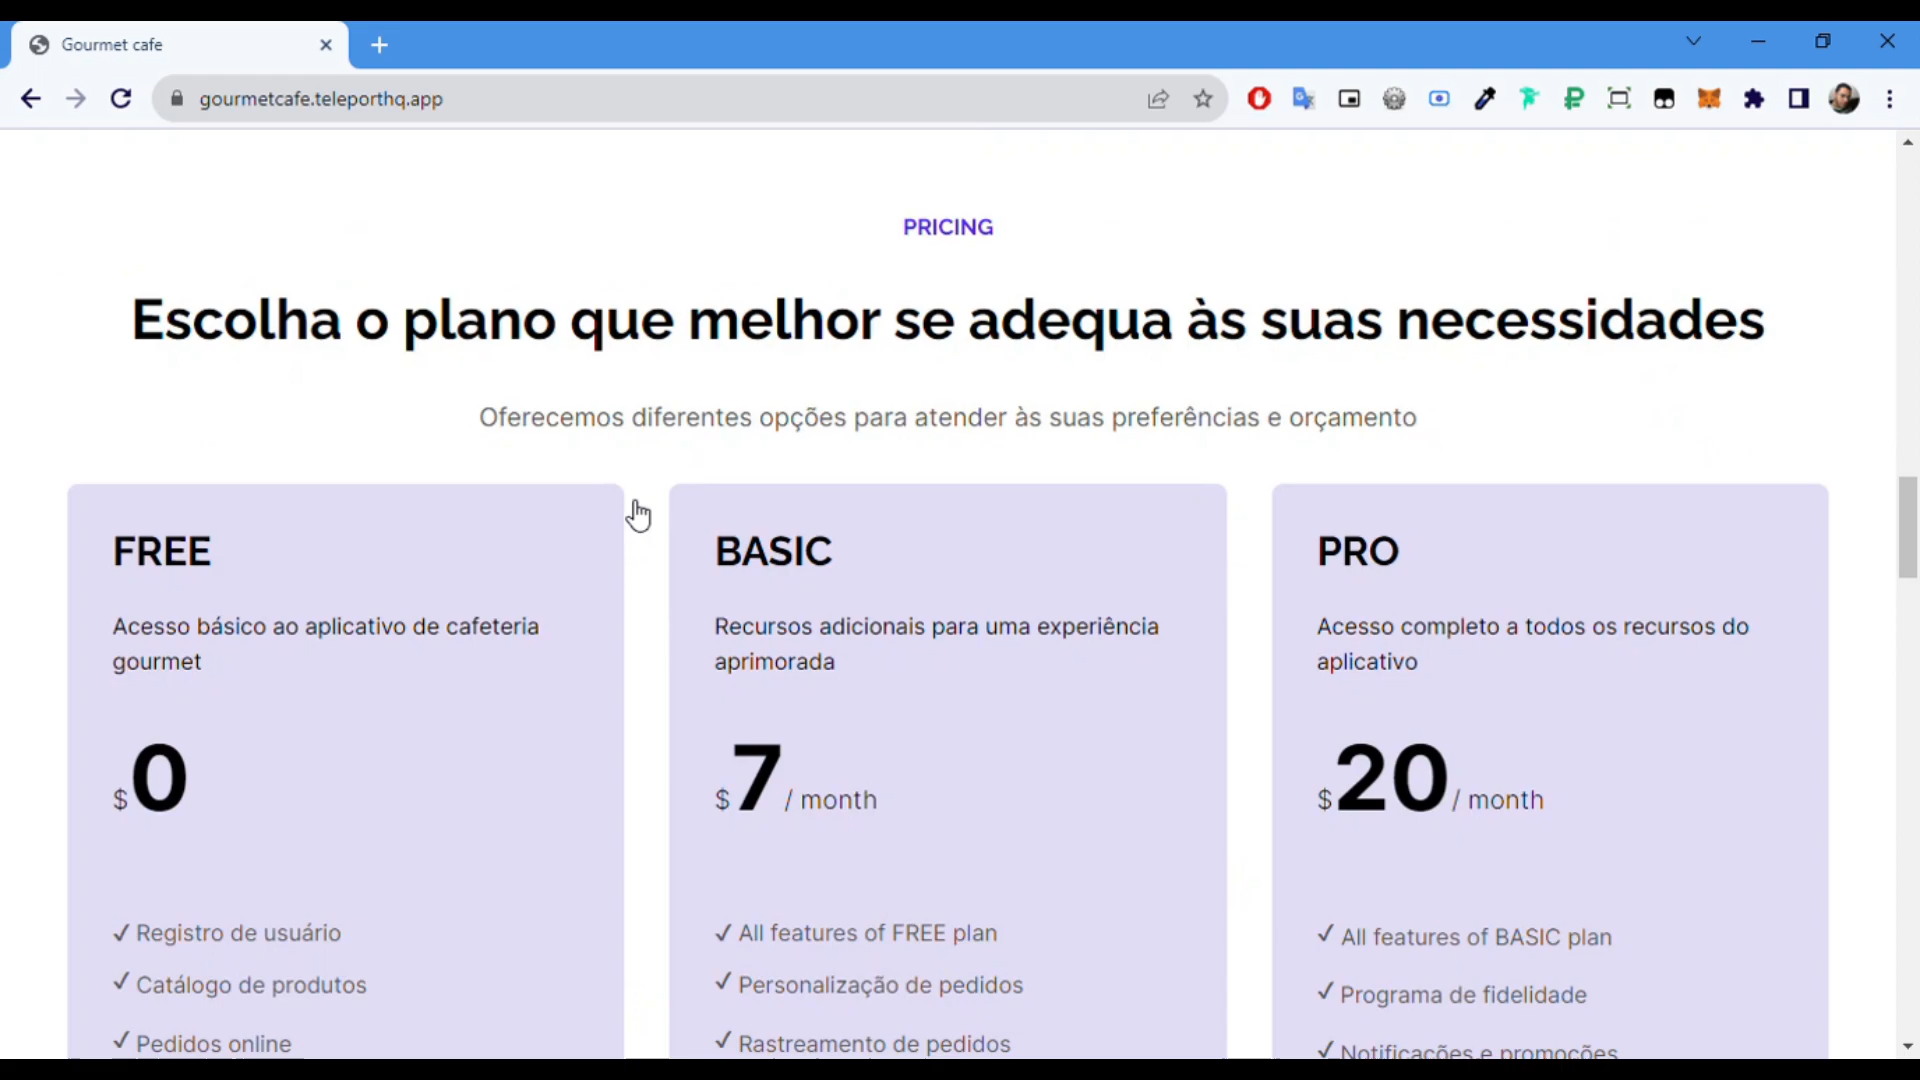 Gourmet cafe
gourmetcafe.teleporthq.app
PRICING
Escolha o plano que melhor se adequa às suas necessidades
Oferecemos diferentes opções para atender às suas preferências e orçamento
FREE
Acesso básico ao aplicativo de cafeteria
gourmet
$0
✓ Registro de usuário
✓ Catálogo de produtos
✓ Pedidos online
BASIC
Recursos adicionais para uma experiência
aprimorada
$7 / month
✓ All features of FREE plan
✓ Personalização de pedidos
✓ Rastreamento de pedidos
PRO
Acesso completo a todos os recursos do
aplicativo
$20 / month
✓ All features of BASIC plan
✓ Programa de fidelidade
✓ Notificações e promoções